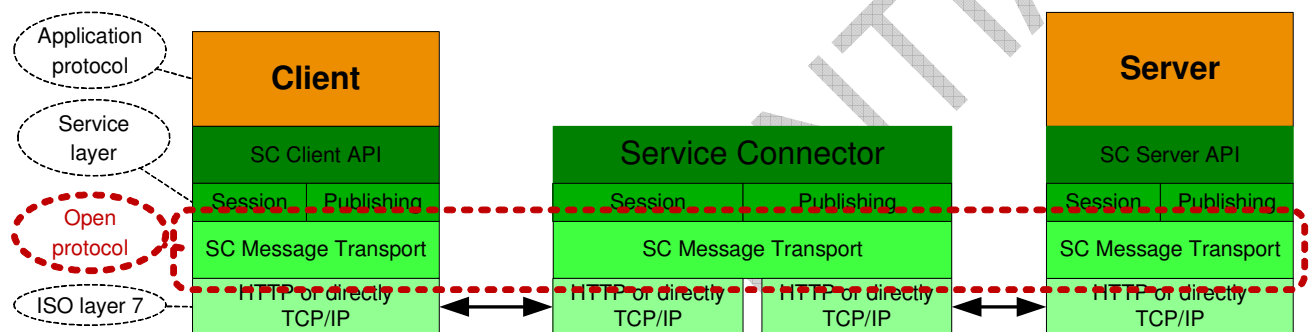 Application
protocol
Service
layer
Open
protocol
ISO layer 7
Client
SC Client API
Session Publishing
SC Message Transport
HTTP or directly
TCP/IP
Service Connector
Session Publishing
SC Message Transport
HTTP or directly
TCP/IP
HTTP or directly
TCP/IP
Server
SC Server API
Session Publishing
SC Message Transport
HTTP or directly
TCP/IP